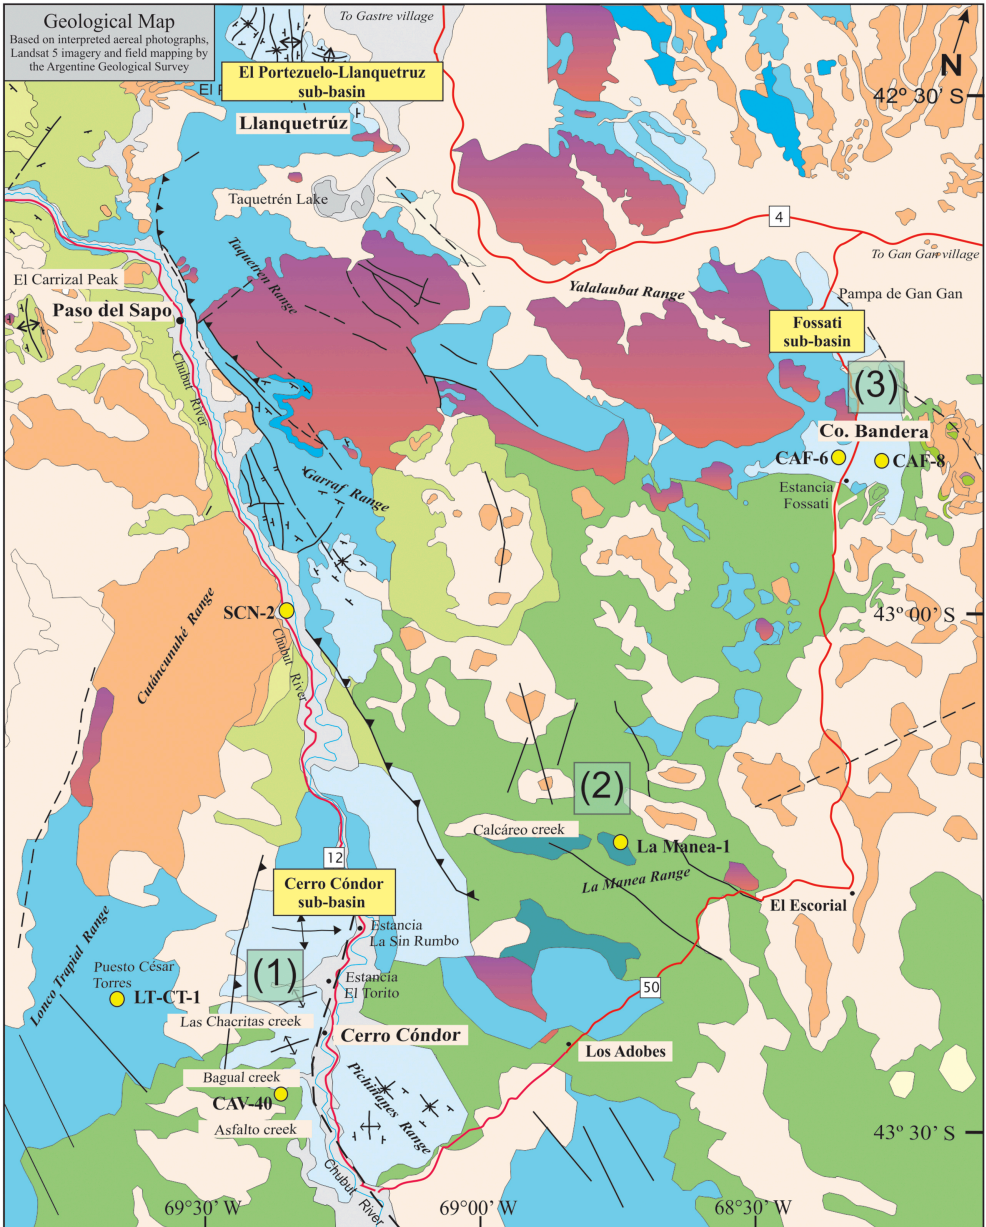 Geological Map
Based on interpreted aereal photographs,
Landsat 5 imagery and field mapping by
the Argentine Geological Survey
To Gastre village
N
El Portezuelo-Llanquetruz
sub-basin
42º 30' S
Llanquetrúz
Taquetrén Lake
4
To Gan Gan village
Taquetren Range
El Carrizal Peak
Yalalaubat Range
Pampa de Gan Gan
Paso del Sapo
Fossati
sub-basin
Chubut River
(3)
Co. Bandera
CAF-6
CAF-8
Garraf Range
Estancia
Fossati
SCN-2
43º 00' S
Chubut River
Cutáncunuhé Range
(2)
Calcáreo creek
La Manea-1
12
La Manea Range
Cerro Cóndor
sub-basin
El Escorial
Estancia
La Sin Rumbo
Lonco Trapial Range
Puesto César
Torres
(1)
Estancia
El Torito
50
LT-CT-1
Las Chacritas creek
Cerro Cóndor
Los Adobes
Bagual creek
Pichiñanes Range
CAV-40
Asfalto creek
43º 30' S
Chubut River
69º30' W
69º00' W
68º30' W